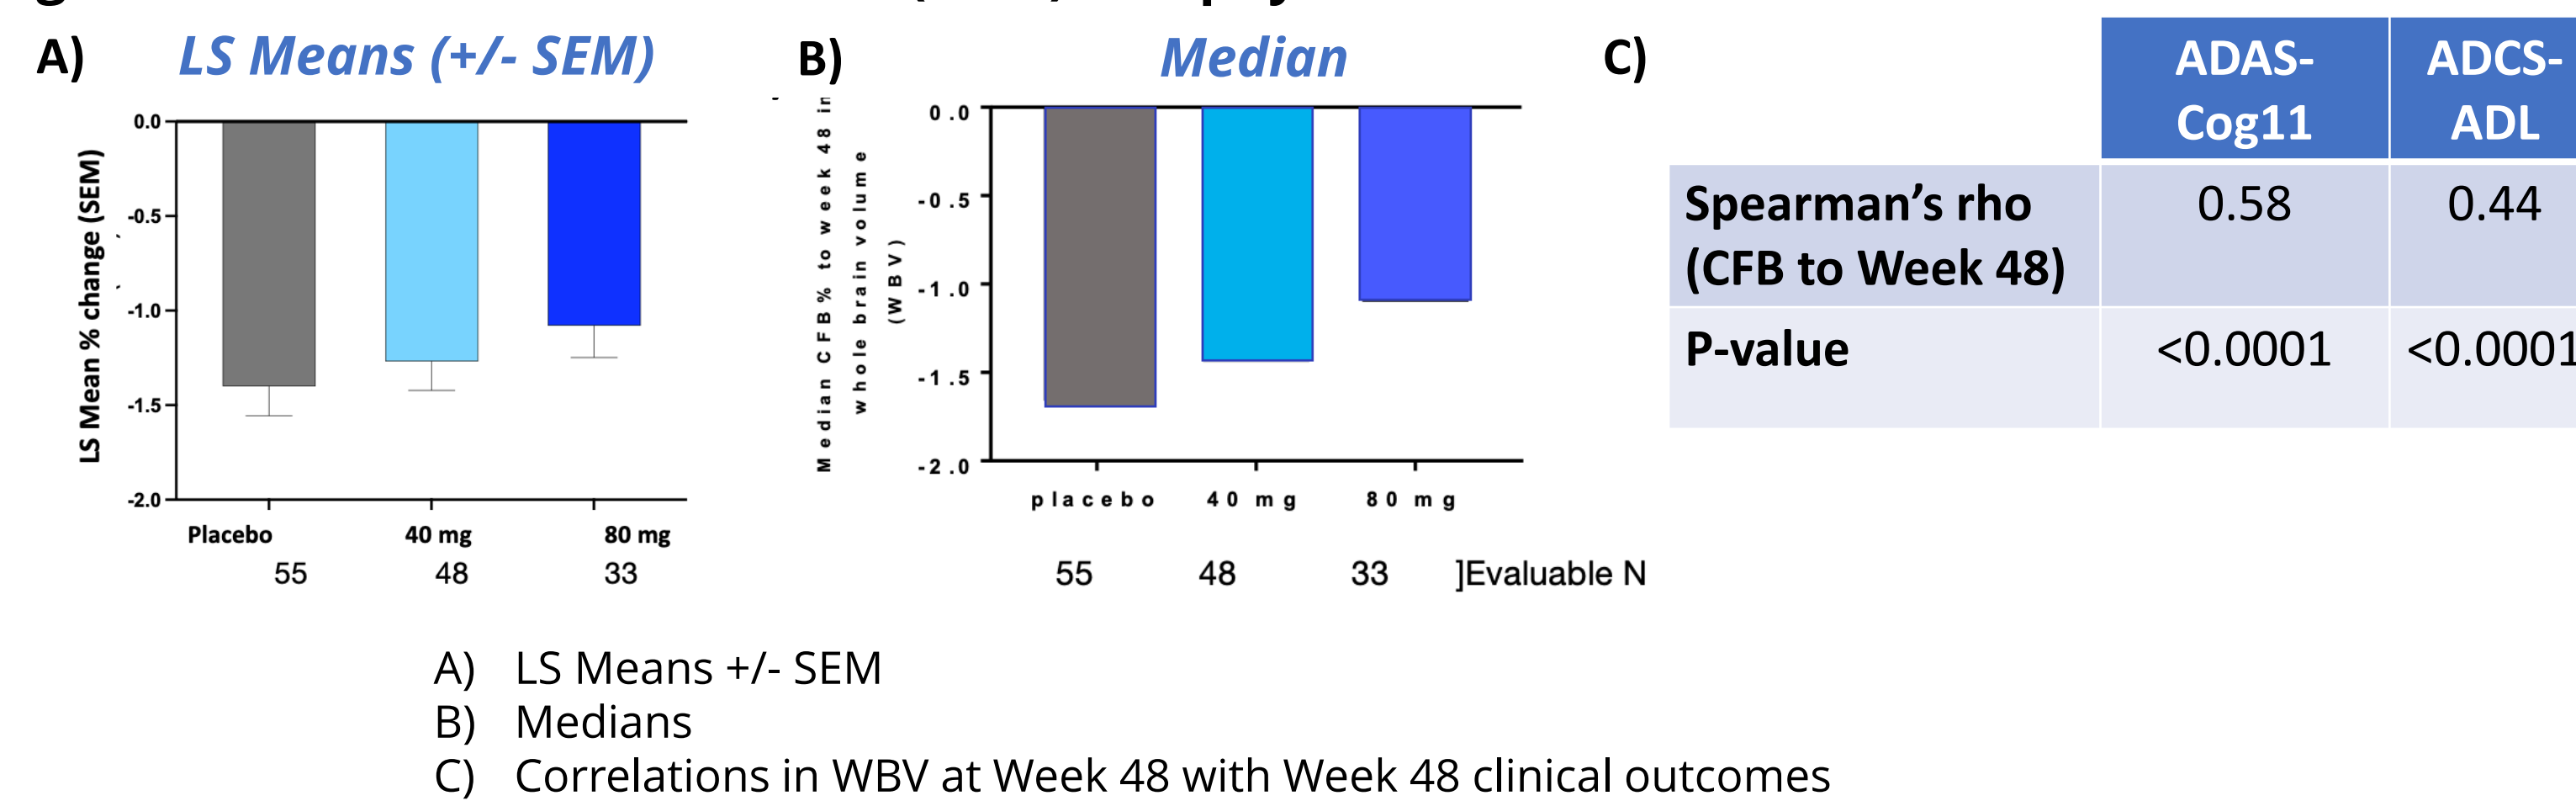 A)
LS Means (+/- SEM)
LS Mean % change (SEM)
0.0
-0.5
-1.0
-1.5
-2.0
Placebo 40 mg 80 mg
55 48 33
B)
Median
Median CFB% to week 48 in
whole brain volume
(WBV)
0.0
-0.5
-1.0
-1.5
-2.0
placebo 40 mg 80 mg
55 48 33 ]Evaluable N
C)
ADAS- ADCS-
Cog11 ADL
Spearman’s rho 0.58 0.44
(CFB to Week 48)
P-value <0.0001 <0.0001
A) LS Means +/- SEM
B) Medians
C) Correlations in WBV at Week 48 with Week 48 clinical outcomes